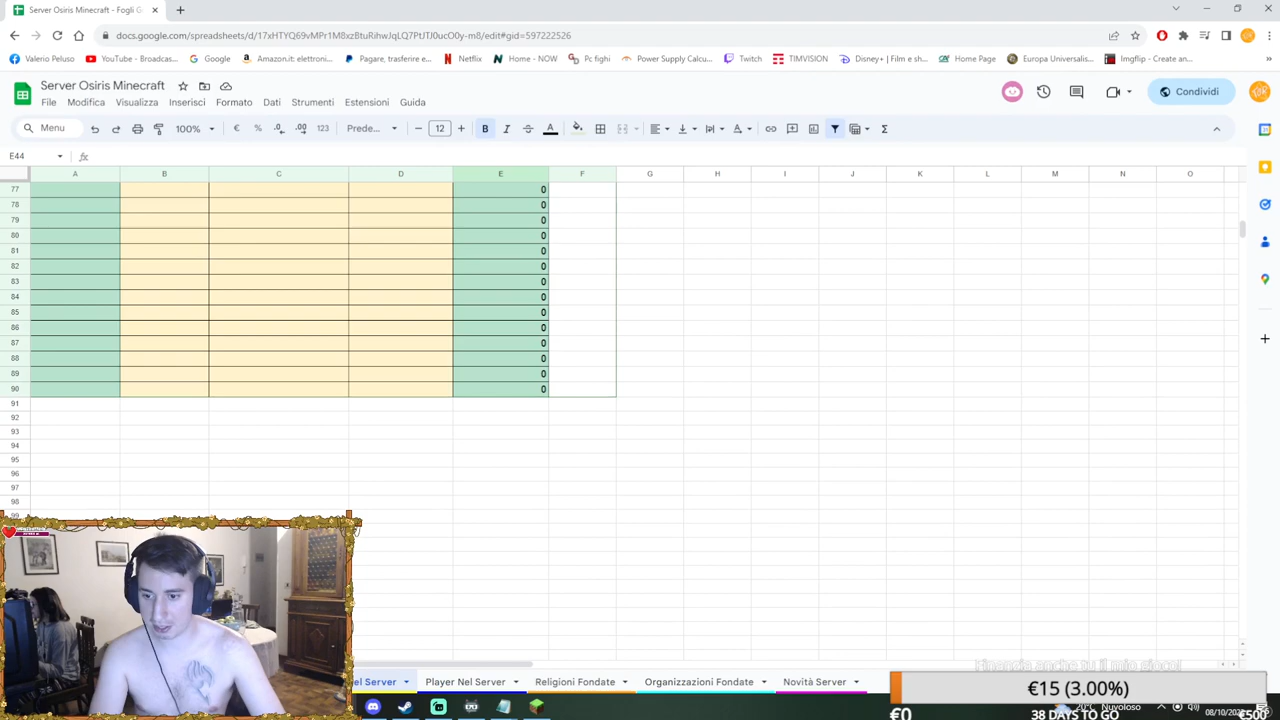 Server Osiris Minecraft - Fogli G
docs.google.com/spreadsheets/d/17xHTYQ69vMPr1M8xzBtuRihwJqLQ7PtJTJ0ucO0y-m8/edit#gid=597222526
Valerio Peluso YouTube - Broadcas... Google Amazon.it: elettroni... Pagare, trasferire e... Netflix Home - NOW Pc fighi Power Supply Calcu... Twitch TIMVISION Disney+ | Film e sh... Home Page Europa Universalis... Imgflip - Create an...
Server Osiris Minecraft
File Modifica Visualizza Inserisci Formato Dati Strumenti Estensioni Guida
Condividi
Menu 100% € % .0 .00 123 Prede... 12 B I A
E44 fx
A B C D E F G H I J K L M N O
77 0
78 0
79 0
80 0
81 0
82 0
83 0
84 0
85 0
86 0
87 0
88 0
89 0
90 0
91
92
93
94
95
96
97
98
99
el Server Player Nel Server Religioni Fondate Organizzazioni Fondate Novità Server
€15 (3.00%)
€0 38 DAYS TO GO €500
Nuvoloso